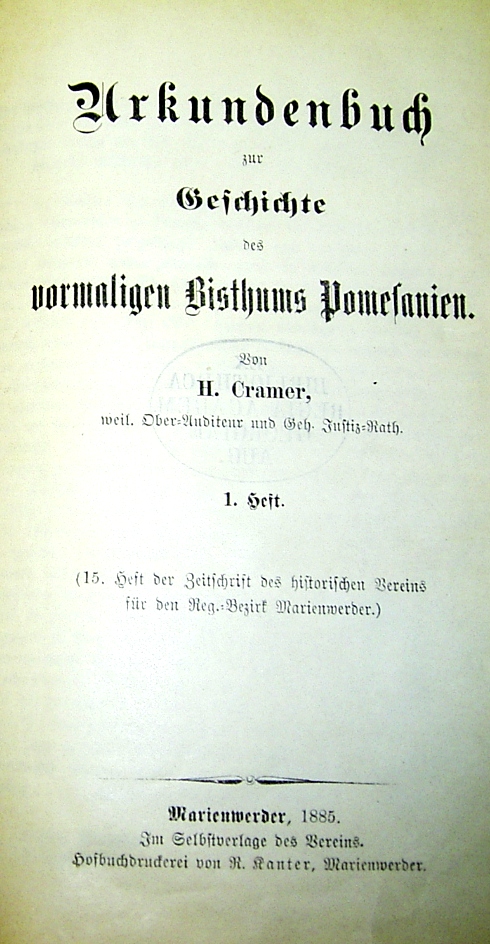 Urkundenbuch
zur
Geschichte
des
vormaligen Bisthums Pomesanien.
Von
H. Cramer,
weil. Ober-Auditeur und Geh. Justiz-Rath.
1. Heft.
(15. Heft der Zeitschrift des historischen Vereins
für den Reg.-Bezirk Marienwerder.)
Marienwerder, 1885.
Im Selbstverlage des Vereins.
Hofbuchdruckerei von R. Kanter, Marienwerder.